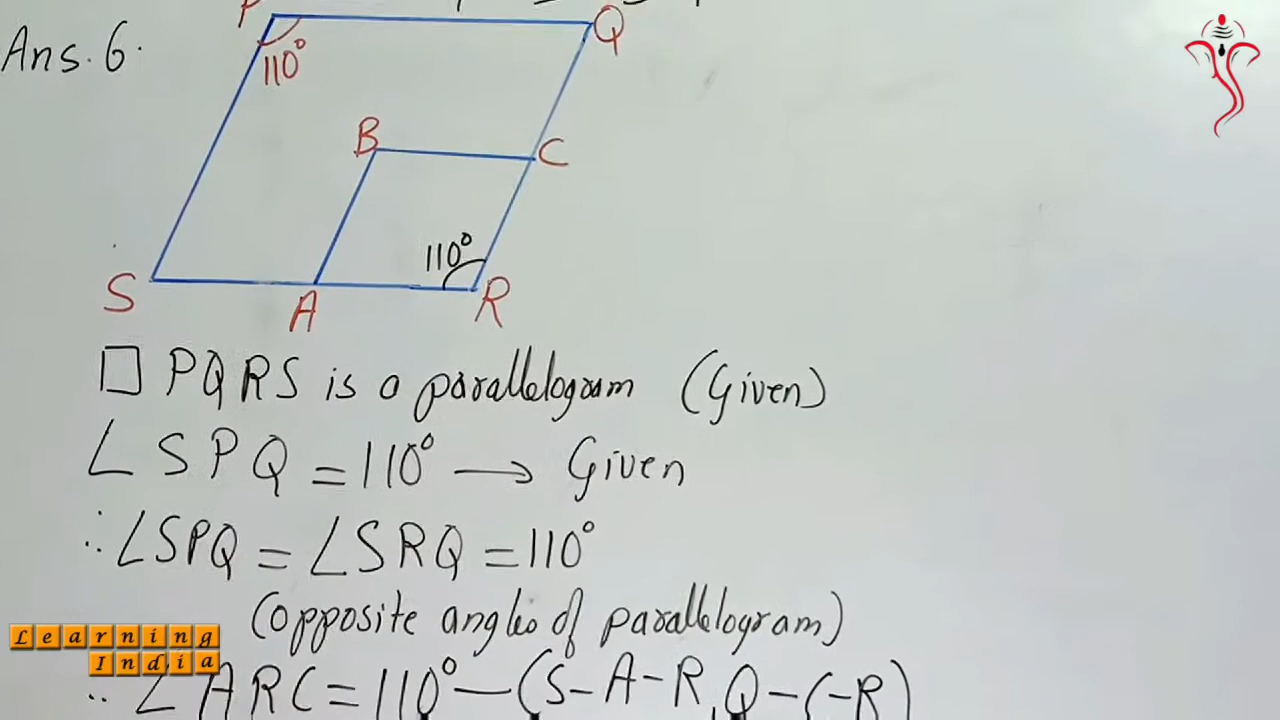 P
Q
Ans. 6.
110°
B
C
110°
S
A
R
□ PQRS is a parallelogram (Given)
∠SPQ = 110° → Given
∴ ∠SPQ = ∠SRQ = 110°
(opposite angles of parallelogram)
Learning
India
∴ ∠ARC = 110° — (S-A-R, Q-C-R)